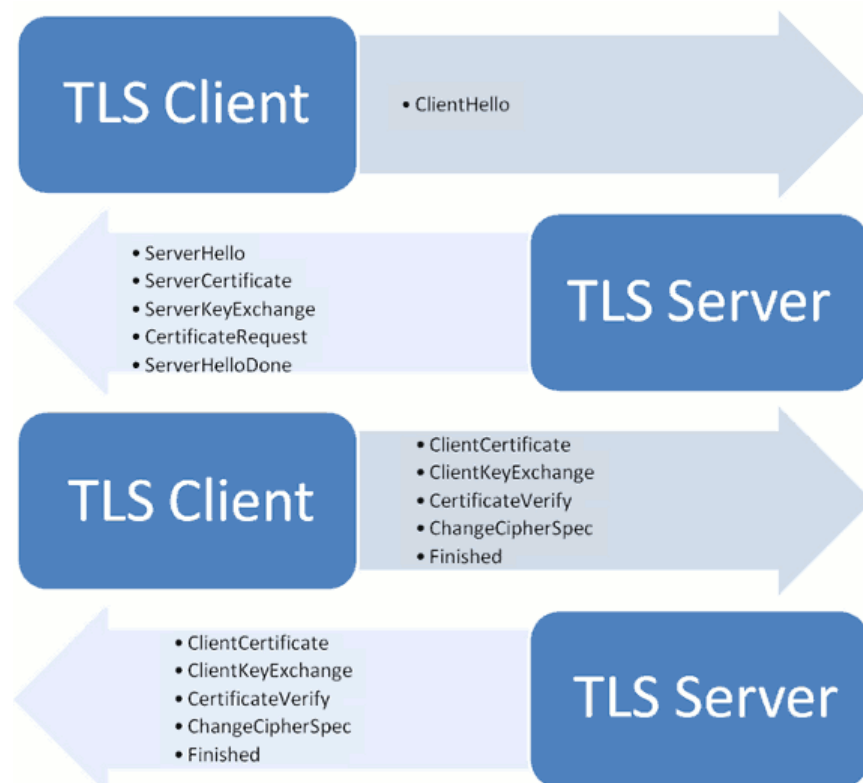 TLS Client
• ClientHello
• ServerHello
• ServerCertificate
• ServerKeyExchange
• CertificateRequest
• ServerHelloDone
TLS Server
TLS Client
• ClientCertificate
• ClientKeyExchange
• CertificateVerify
• ChangeCipherSpec
• Finished
• ClientCertificate
• ClientKeyExchange
• CertificateVerify
• ChangeCipherSpec
• Finished
TLS Server